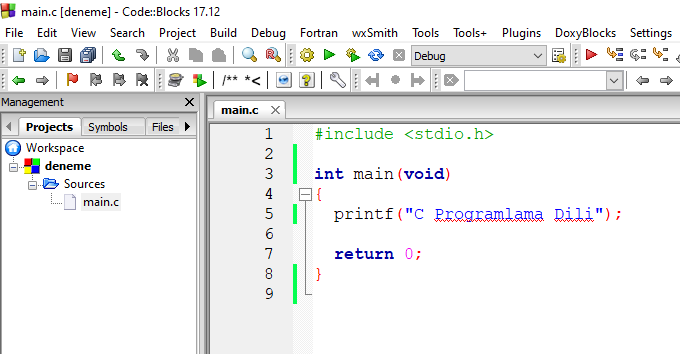 main.c [deneme] - Code::Blocks 17.12
File Edit View Search Project Build Debug Fortran wxSmith Tools Tools+ Plugins DoxyBlocks Settings
Debug
/** *<
Management
main.c
Projects Symbols Files
Workspace
deneme
Sources
main.c
1 #include <stdio.h>
2
3 int main(void)
4 {
5 printf("C Programlama Dili");
6
7 return 0;
8 }
9